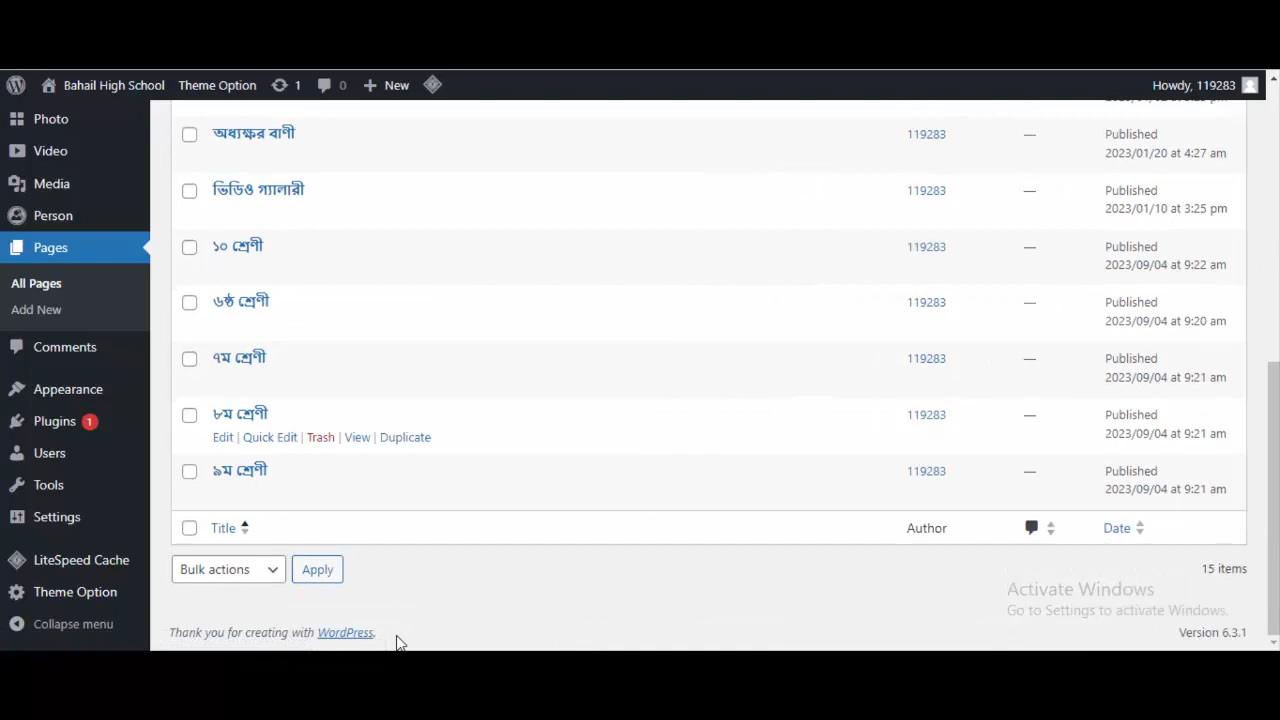 Bahail High School Theme Option 1 0 New Howdy, 119283
Photo
Video
Media
Person
Pages
All Pages
Add New
Comments
Appearance
Plugins 1
Users
Tools
Settings
LiteSpeed Cache
Theme Option
Collapse menu
অধ্যক্ষর বাণী 119283 — Published
2023/01/20 at 4:27 am
ভিডিও গ্যালারী 119283 — Published
2023/01/10 at 3:25 pm
১০ শ্রেণী 119283 — Published
2023/09/04 at 9:22 am
৬ষ্ঠ শ্রেণী 119283 — Published
2023/09/04 at 9:20 am
৭ম শ্রেণী 119283 — Published
2023/09/04 at 9:21 am
৮ম শ্রেণী 119283 — Published
Edit | Quick Edit | Trash | View | Duplicate 2023/09/04 at 9:21 am
৯ম শ্রেণী 119283 — Published
2023/09/04 at 9:21 am
Title Author Date
Bulk actions Apply 15 items
Activate Windows
Go to Settings to activate Windows.
Thank you for creating with WordPress. Version 6.3.1